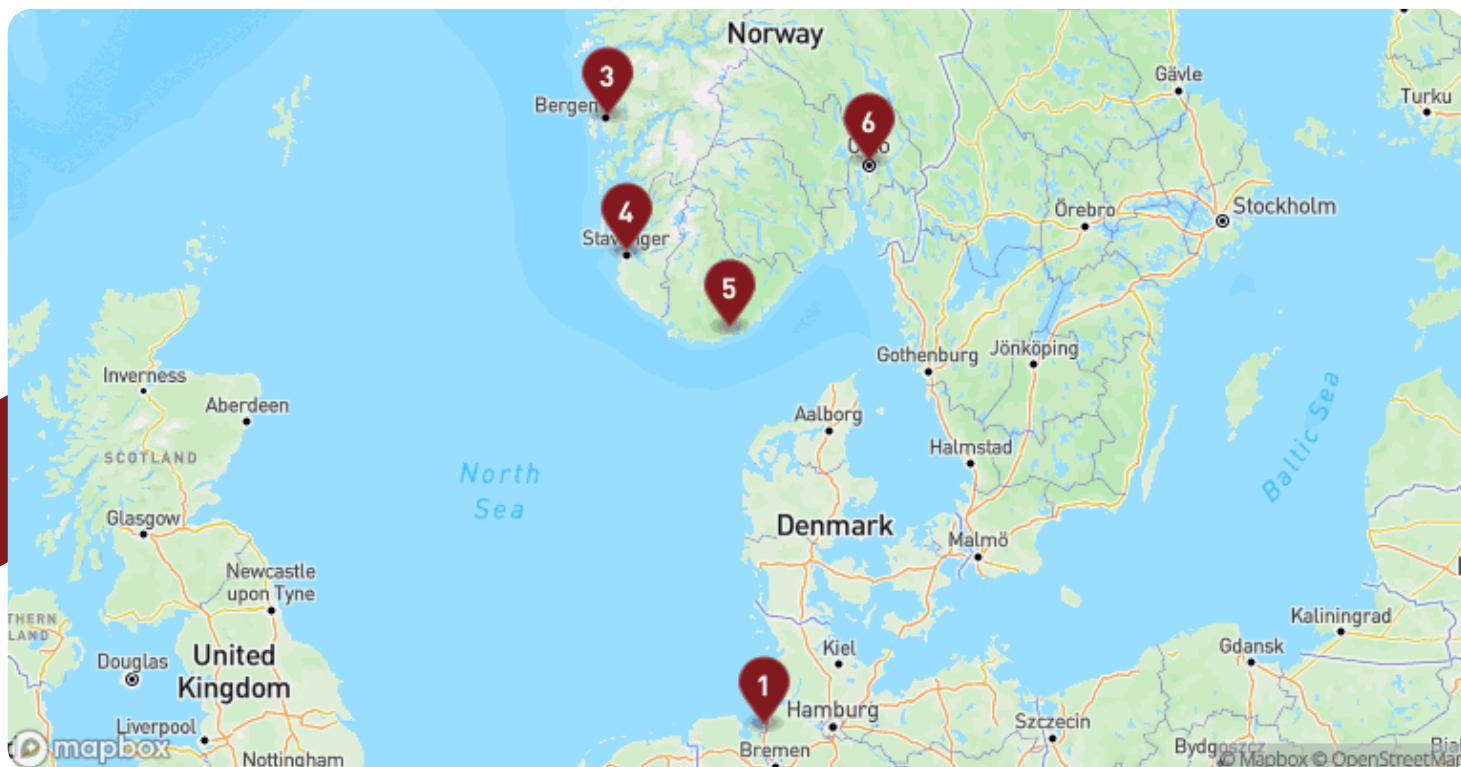 Norway
3
Bergen
Gävle
Turku
6
4
Stavanger
Örebro
Stockholm
5
Gothenburg
Jönköping
Inverness
Aberdeen
Aalborg
SCOTLAND
Halmstad
North
Sea
Baltic Sea
Glasgow
Denmark
Malmö
Newcastle
upon Tyne
THERN
LAND
Kaliningrad
Douglas
United
Kingdom
Kiel
Gdansk
1
Hamburg
Liverpool
Szczecin
mapbox
Nottingham
Bremen
Bydgoszcz
© Mapbox © OpenStreetMap